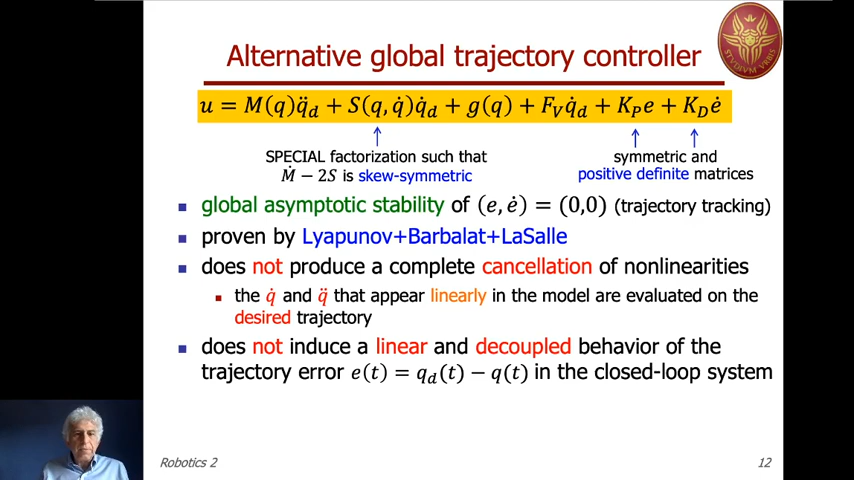 Alternative global trajectory controller
u = M(q)q̈_d + S(q, q̇)q̇_d + g(q) + F_V q̇_d + K_P e + K_D ė
SPECIAL factorization such that
Ṁ − 2S is skew-symmetric
symmetric and
positive definite matrices
global asymptotic stability of (e, ė) = (0,0) (trajectory tracking)
proven by Lyapunov+Barbalat+LaSalle
does not produce a complete cancellation of nonlinearities
the q̇ and q̈ that appear linearly in the model are evaluated on the
desired trajectory
does not induce a linear and decoupled behavior of the
trajectory error e(t) = q_d(t) − q(t) in the closed-loop system
Robotics 2
12